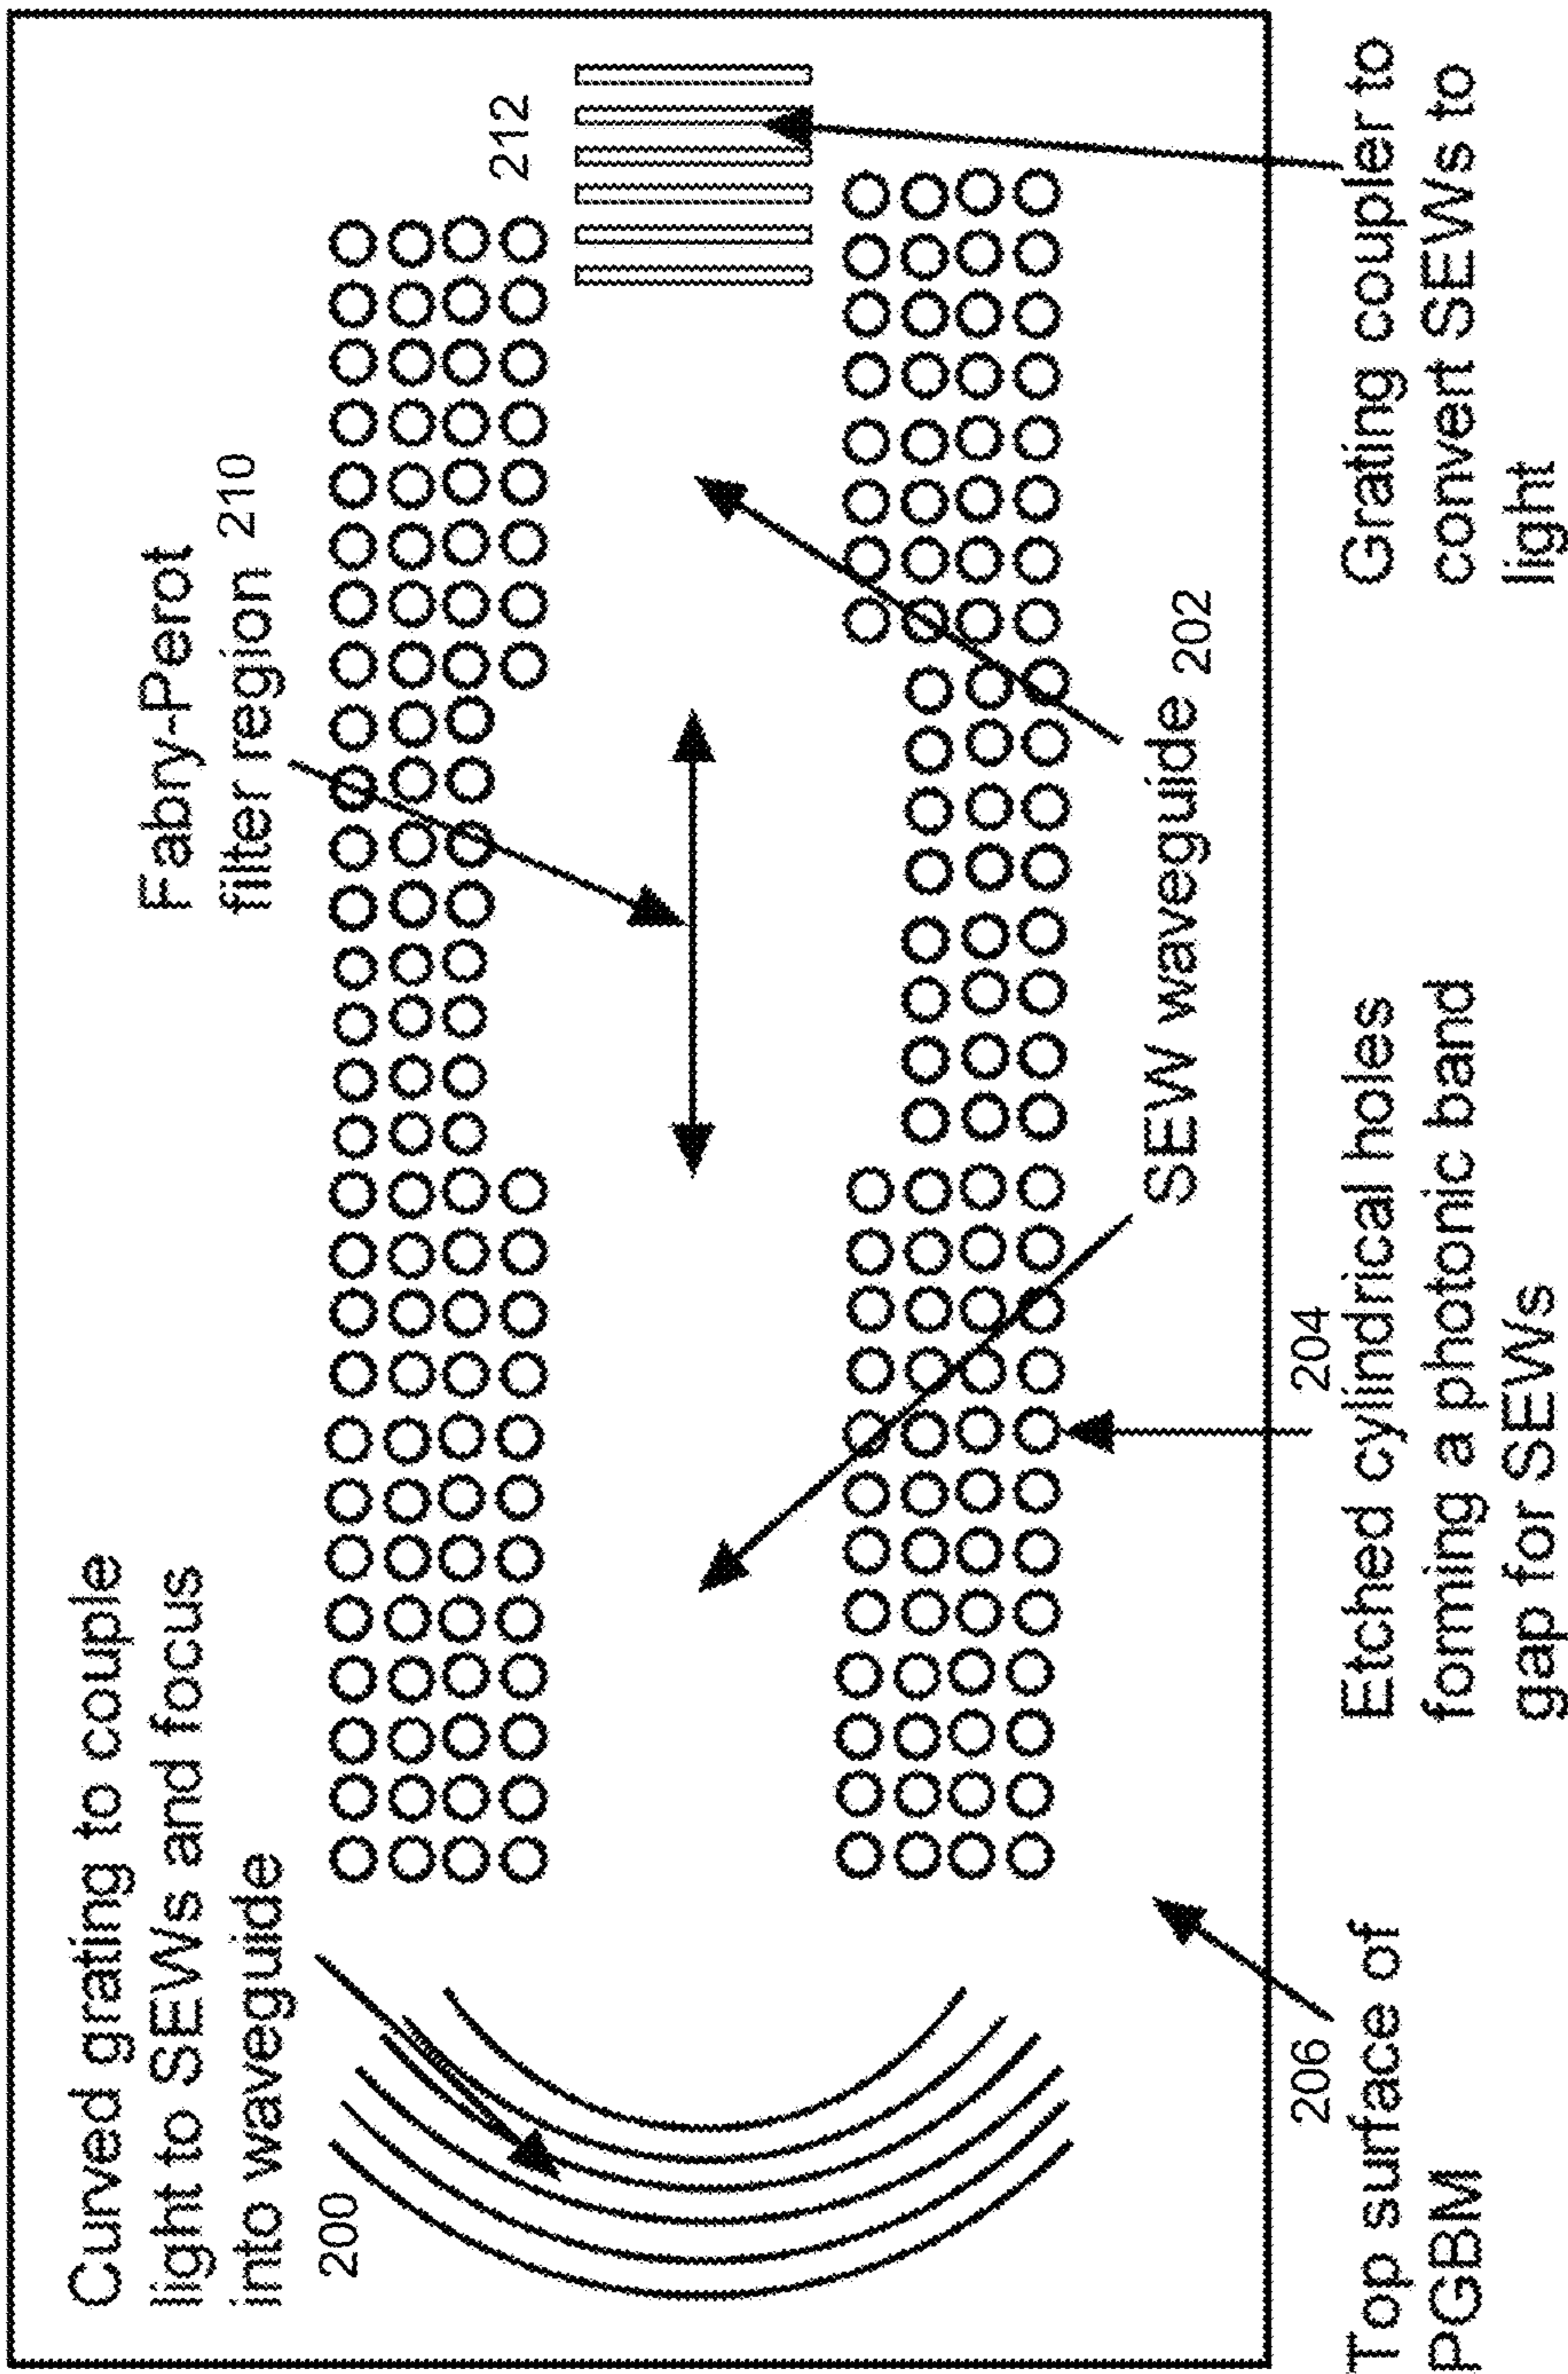 Curved grating to couple
light to SEWs and focus
into waveguide
200
Fabry-Perot
filter region 210
212
SEW waveguide 202
206
Top surface of
PGBM
204
Etched cylindrical holes
forming a photonic band
gap for SEWs
Grating coupler to
convert SEWs to
light